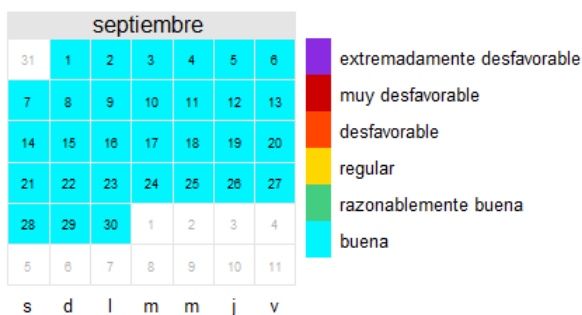 septiembre
31 1 2 3 4 5 6
7 8 9 10 11 12 13
14 15 16 17 18 19 20
21 22 23 24 25 26 27
28 29 30 1 2 3 4
5 6 7 8 9 10 11
s d l m m j v
extremadamente desfavorable
muy desfavorable
desfavorable
regular
razonablemente buena
buena